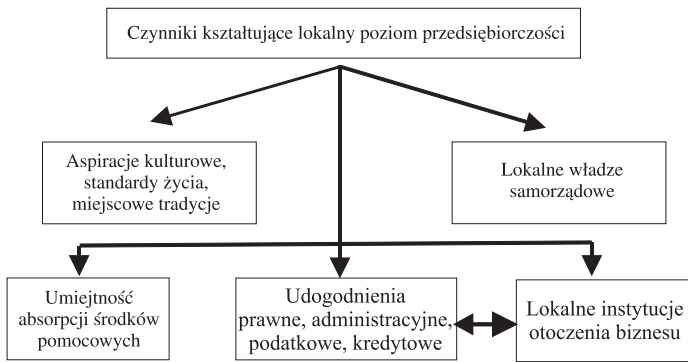 Czynniki kształtujące lokalny poziom przedsiębiorczości
Aspiracje kulturowe,
standardy życia,
miejscowe tradycje
Lokalne władze
samorządowe
Umiejtność
absorpcji środków
pomocowych
Udogodnienia
prawne, administracyjne,
podatkowe, kredytowe
Lokalne instytucje
otoczenia biznesu